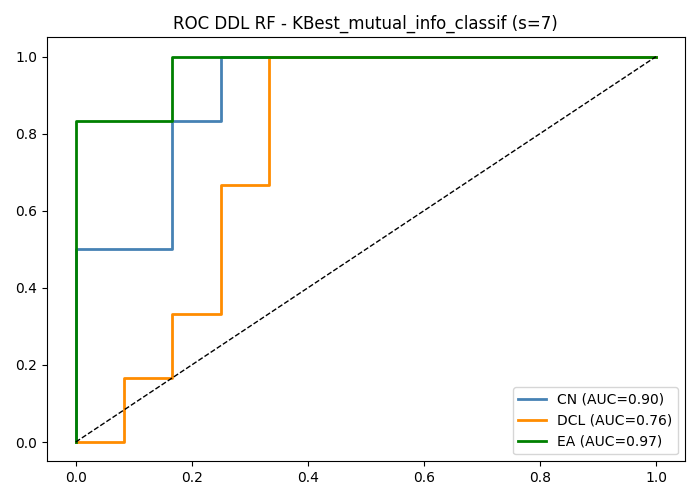 ROC DDL RF - KBest_mutual_info_classif (s=7)
1.0
0.8
0.6
0.4
0.2
0.0
0.0 0.2 0.4 0.6 0.8 1.0
CN (AUC=0.90)
DCL (AUC=0.76)
EA (AUC=0.97)